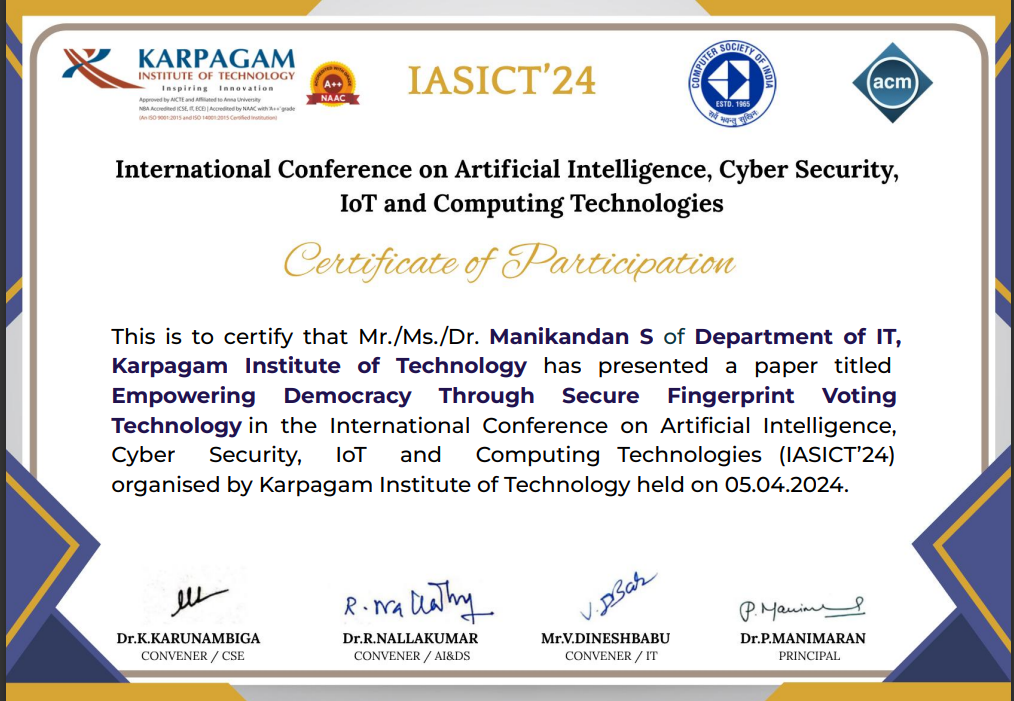 KARPAGAM
INSTITUTE OF TECHNOLOGY
Inspiring Innovation
Approved by AICTE and Affiliated to Anna University
NBA Accredited (CSE, IT, ECE) | Accredited by NAAC with 'A++' grade
(An ISO 9001:2015 and ISO 14001:2015 Certified Institution)
A++
NAAC
IASICT'24
COMPUTER SOCIETY OF INDIA
ESTD. 1965
acm
International Conference on Artificial Intelligence, Cyber Security,
IoT and Computing Technologies
Certificate of Participation
This is to certify that Mr./Ms./Dr. Manikandan S of Department of IT,
Karpagam Institute of Technology has presented a paper titled
Empowering Democracy Through Secure Fingerprint Voting
Technology in the International Conference on Artificial Intelligence,
Cyber Security, IoT and Computing Technologies (IASICT'24)
organised by Karpagam Institute of Technology held on 05.04.2024.
Dr.K.KARUNAMBIGA
CONVENER / CSE
Dr.R.NALLAKUMAR
CONVENER / AI&DS
Mr.V.DINESHBABU
CONVENER / IT
Dr.P.MANIMARAN
PRINCIPAL